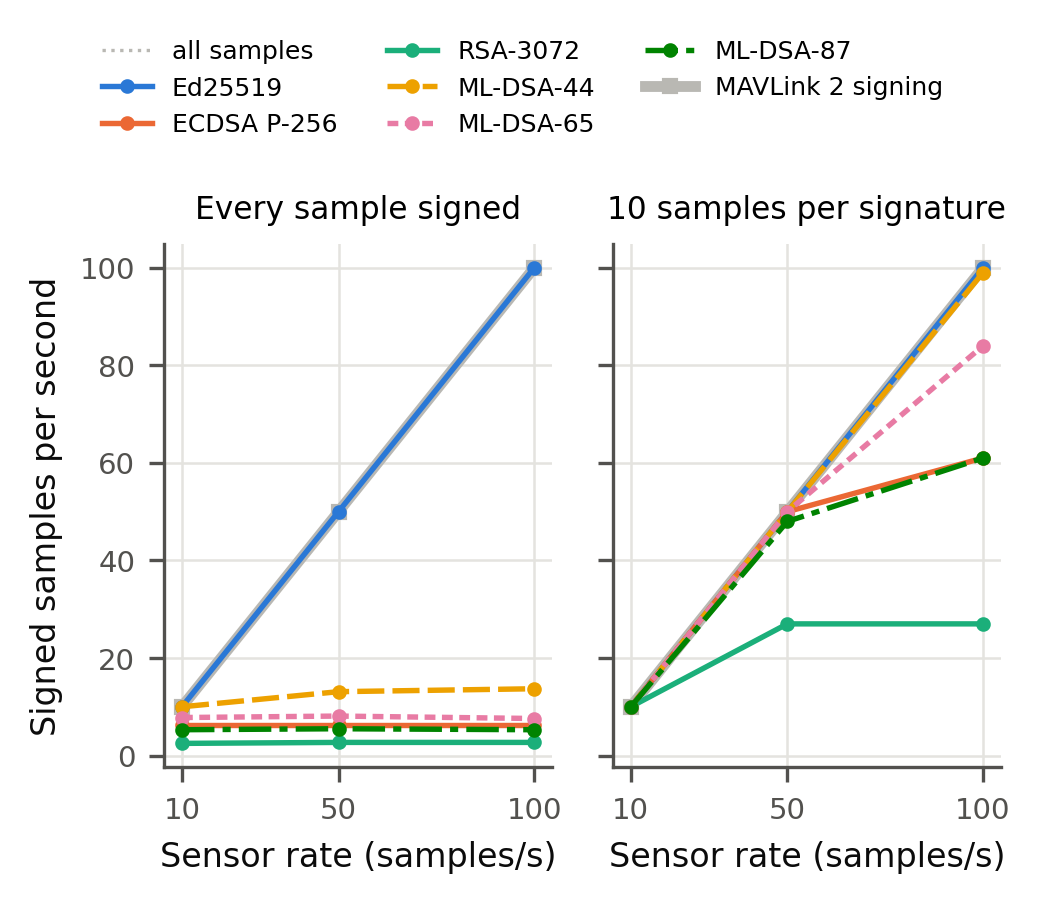 all samples
Ed25519
ECDSA P-256
RSA-3072
ML-DSA-44
ML-DSA-65
ML-DSA-87
MAVLink 2 signing
Every sample signed
10 samples per signature
Signed samples per second
100
80
60
40
20
0
10 50 100
10 50 100
Sensor rate (samples/s)
Sensor rate (samples/s)